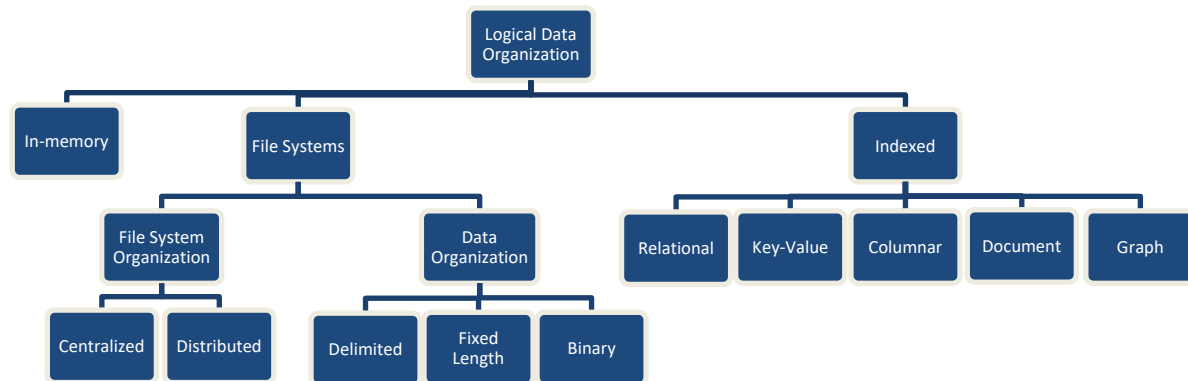 Logical Data
Organization
In-memory
File Systems
Indexed
File System
Organization
Data
Organization
Relational
Key-Value
Columnar
Document
Graph
Centralized
Distributed
Delimited
Fixed
Length
Binary